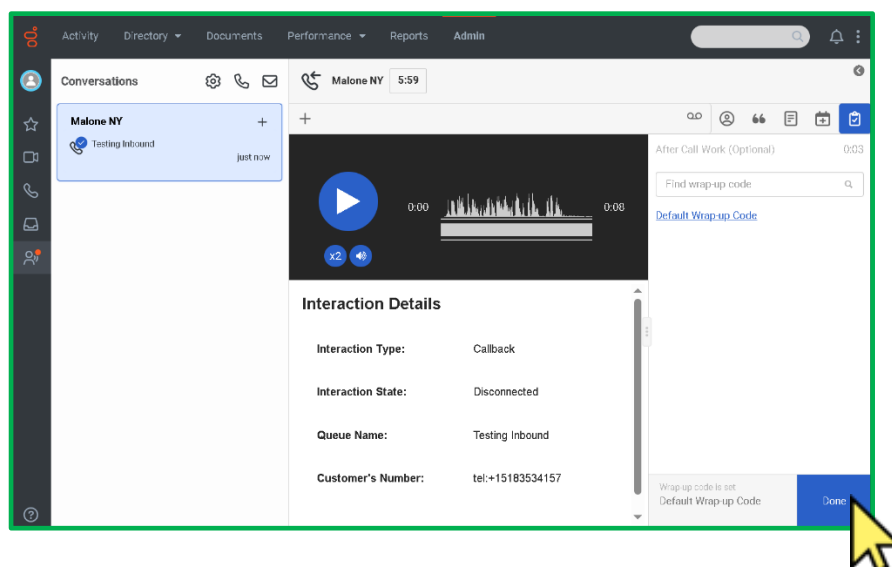 Activity Directory Documents Performance Reports Admin
Conversations
Malone NY 5:59
Malone NY
Testing Inbound
just now
After Call Work (Optional) 0:03
Find wrap-up code
Default Wrap-up Code
0:00
0:08
x2
Interaction Details
Interaction Type: Callback
Interaction State: Disconnected
Queue Name: Testing Inbound
Customer's Number: tel:+15183534157
Wrap-up code is set
Default Wrap-up Code
Done